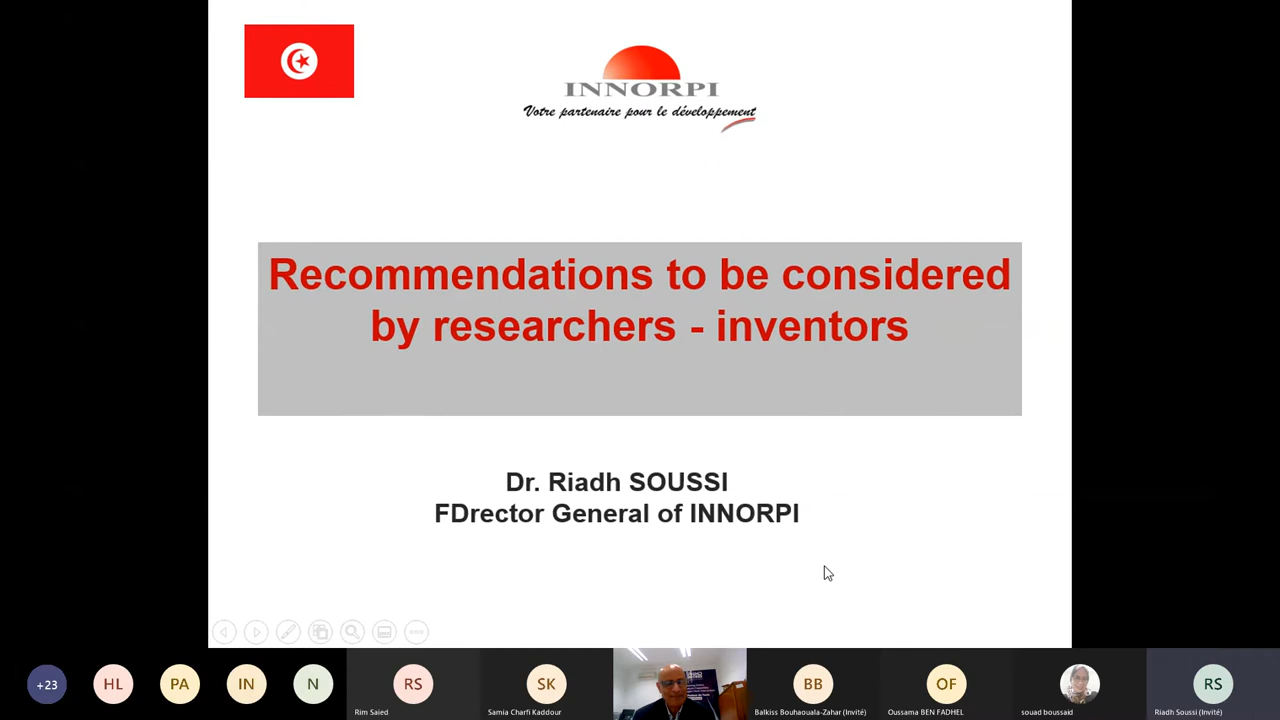 INNORPI
Votre partenaire pour le développement
Recommendations to be considered
by researchers - inventors
Dr. Riadh SOUSSI
FDrector General of INNORPI
+23
HL
PA
IN
N
RS
Rim Saied
SK
Samia Charfi Kaddour
BB
Balkiss Bouhaouala-Zahar (Invité)
OF
Oussama BEN FADHEL
souad boussaid
RS
Riadh Soussi (Invité)